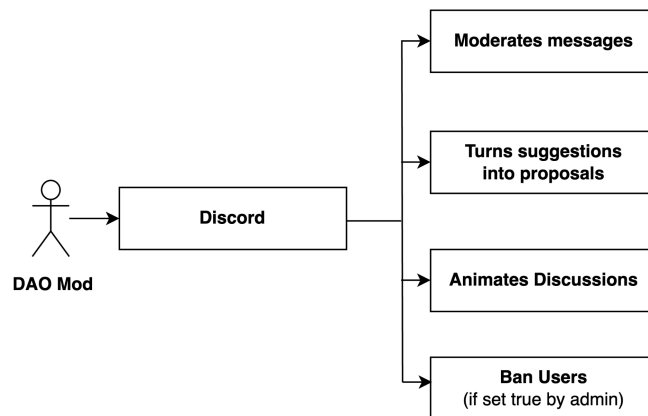 Moderates messages
Turns suggestions
into proposals
Discord
DAO Mod
Animates Discussions
Ban Users
(if set true by admin)